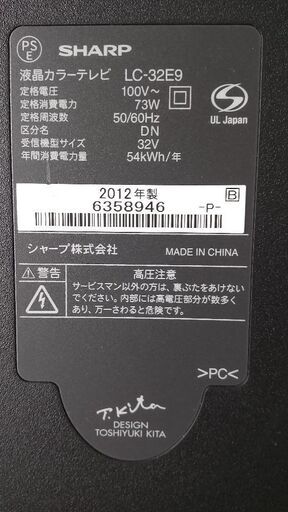 PS
E
SHARP
液晶カラーテレビ LC-32E9
定格電圧 100V～
定格消費電力 73W
定格周波数 50/60Hz
区分名 DN
受信機型サイズ 32V
年間消費電力量 54kWh/年
UL Japan
2012年製 B
6358946 -P-
シャープ株式会社 MADE IN CHINA
警告 高圧注意
サービスマン以外の方は、裏ぶたをあけない
でください。内部には高電圧部分が数多く
あり、万一さわると危険です。
>PC<
T. Kita
DESIGN
TOSHIYUKI KITA